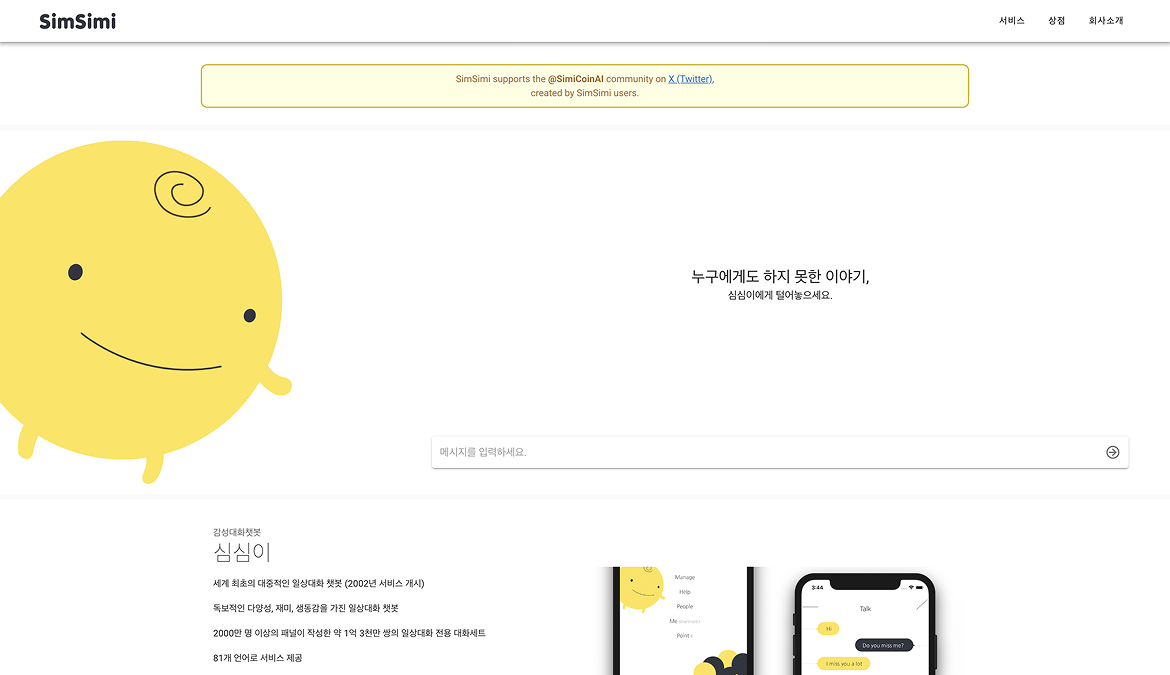 SimSimi
서비스
상점
회사소개
SimSimi supports the @SimiCoinAI community on X (Twitter),
created by SimSimi users.
누구에게도 하지 못한 이야기,
심심이에게 털어놓으세요.
메시지를 입력하세요.
감성대화챗봇
심심이
세계 최초의 대중적인 일상대화 챗봇 (2002년 서비스 개시)
독보적인 다양성, 재미, 생동감을 가진 일상대화 챗봇
2000만 명 이상의 패널이 작성한 약 1억 3천만 쌍의 일상대화 전용 대화세트
81개 언어로 서비스 제공
Manage
Help
People
Me
Point
3:44
Talk
Hi
Do you miss me?
I miss you a lot